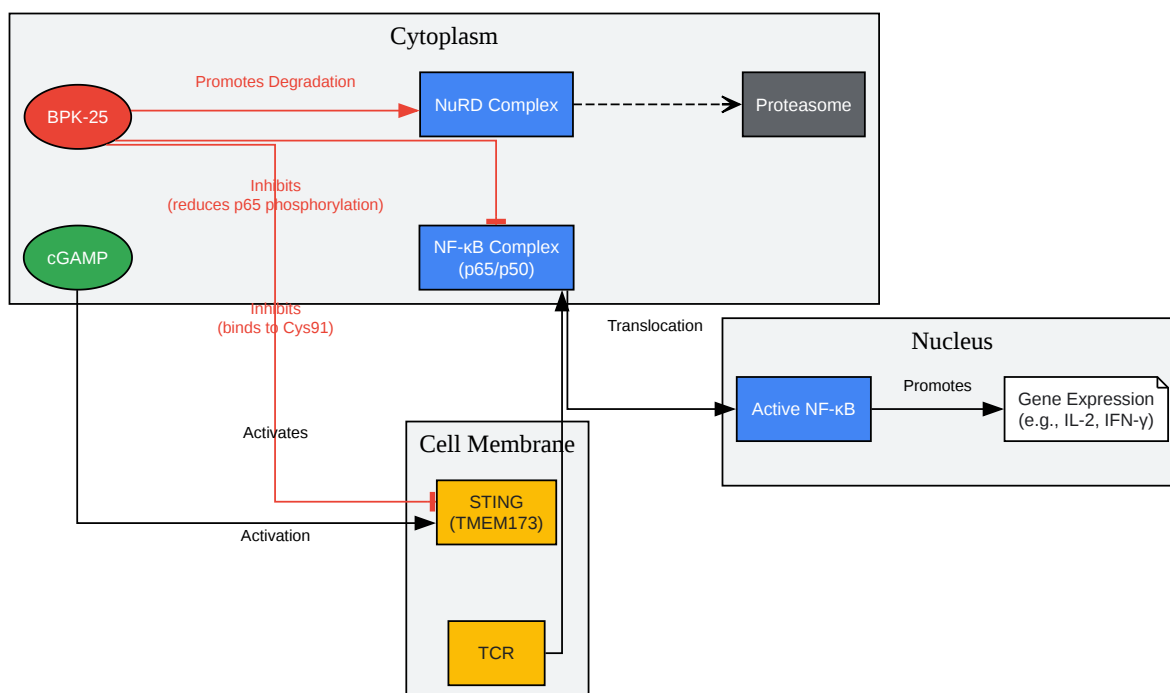 Cytoplasm
Promotes Degradation
BPK-25
NuRD Complex
Proteasome
Inhibits
(reduces p65 phosphorylation)
cGAMP
NF-κB Complex
(p65/p50)
Inhibits
(binds to Cys91)
Translocation
Nucleus
Active NF-κB
Promotes
Gene Expression
(e.g., IL-2, IFN-γ)
Activates
Cell Membrane
STING
(TMEM173)
Activation
TCR